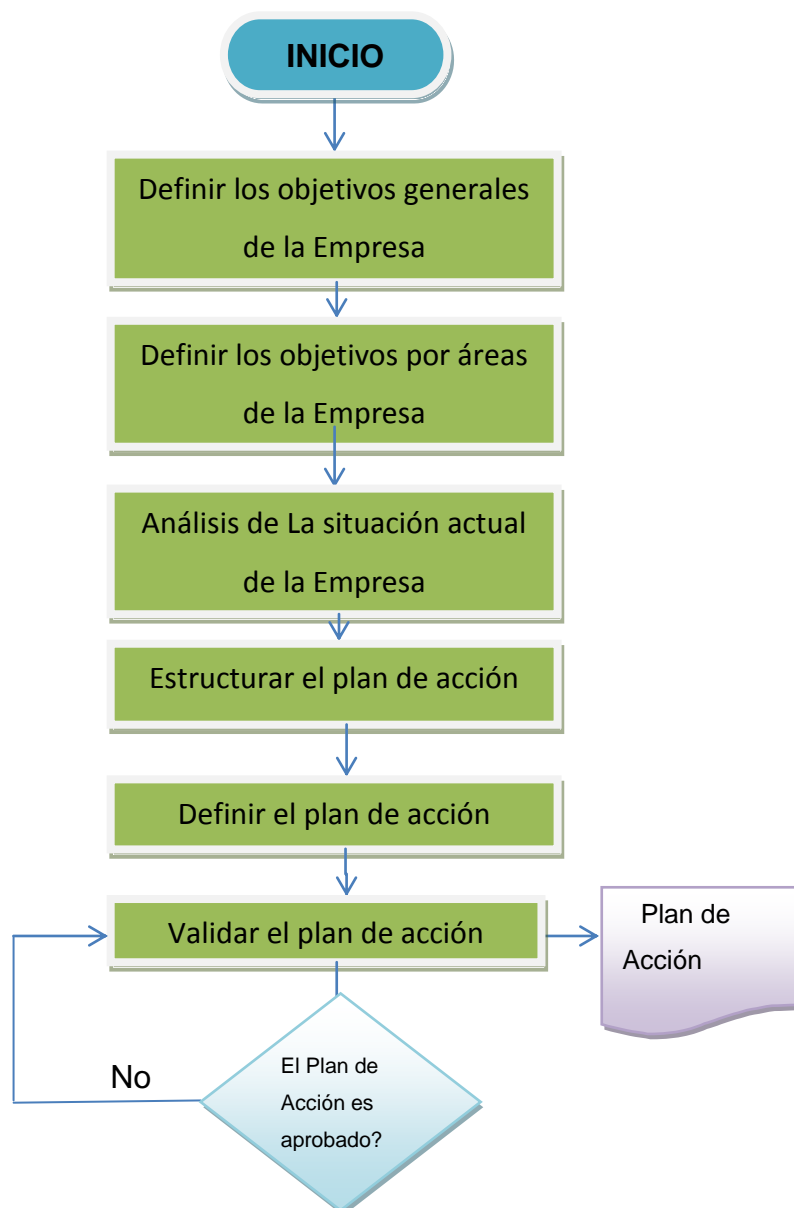 INICIO
Definir los objetivos generales
de la Empresa
Definir los objetivos por áreas
de la Empresa
Análisis de La situación actual
de la Empresa
Estructurar el plan de acción
Definir el plan de acción
Validar el plan de acción
Plan de
Acción
No
El Plan de
Acción es
aprobado?